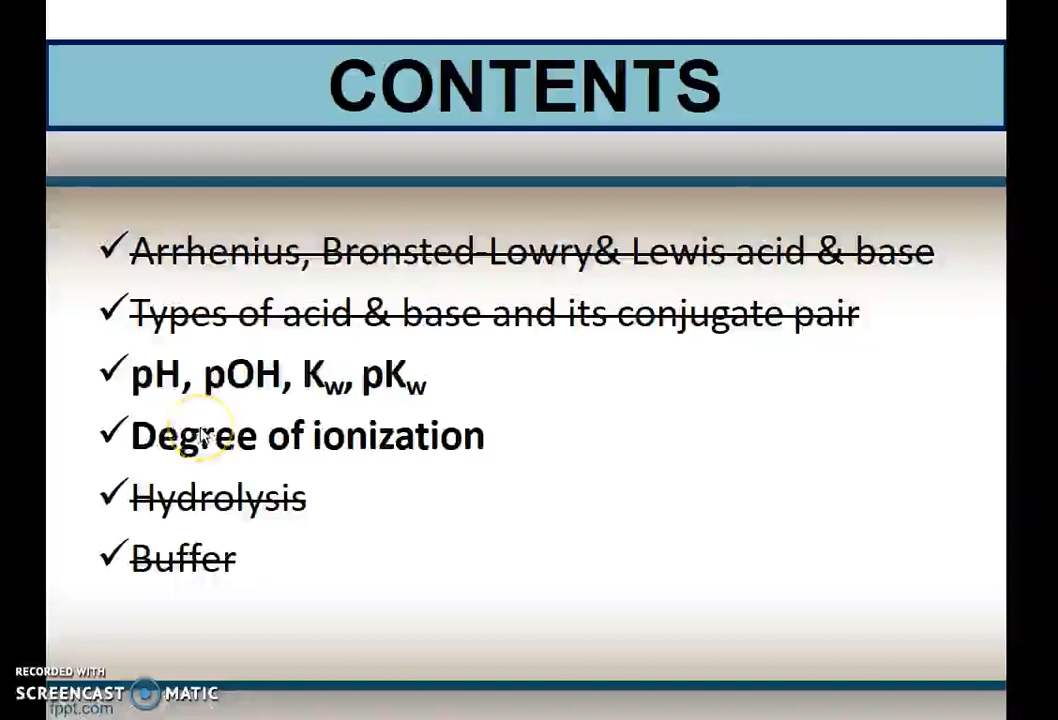 CONTENTS
✓Arrhenius, Bronsted-Lowry& Lewis acid & base
✓Types of acid & base and its conjugate pair
✓pH, pOH, Kw, pKw
✓Degree of ionization
✓Hydrolysis
✓Buffer
RECORDED WITH
SCREENCAST MATIC
fppt.com